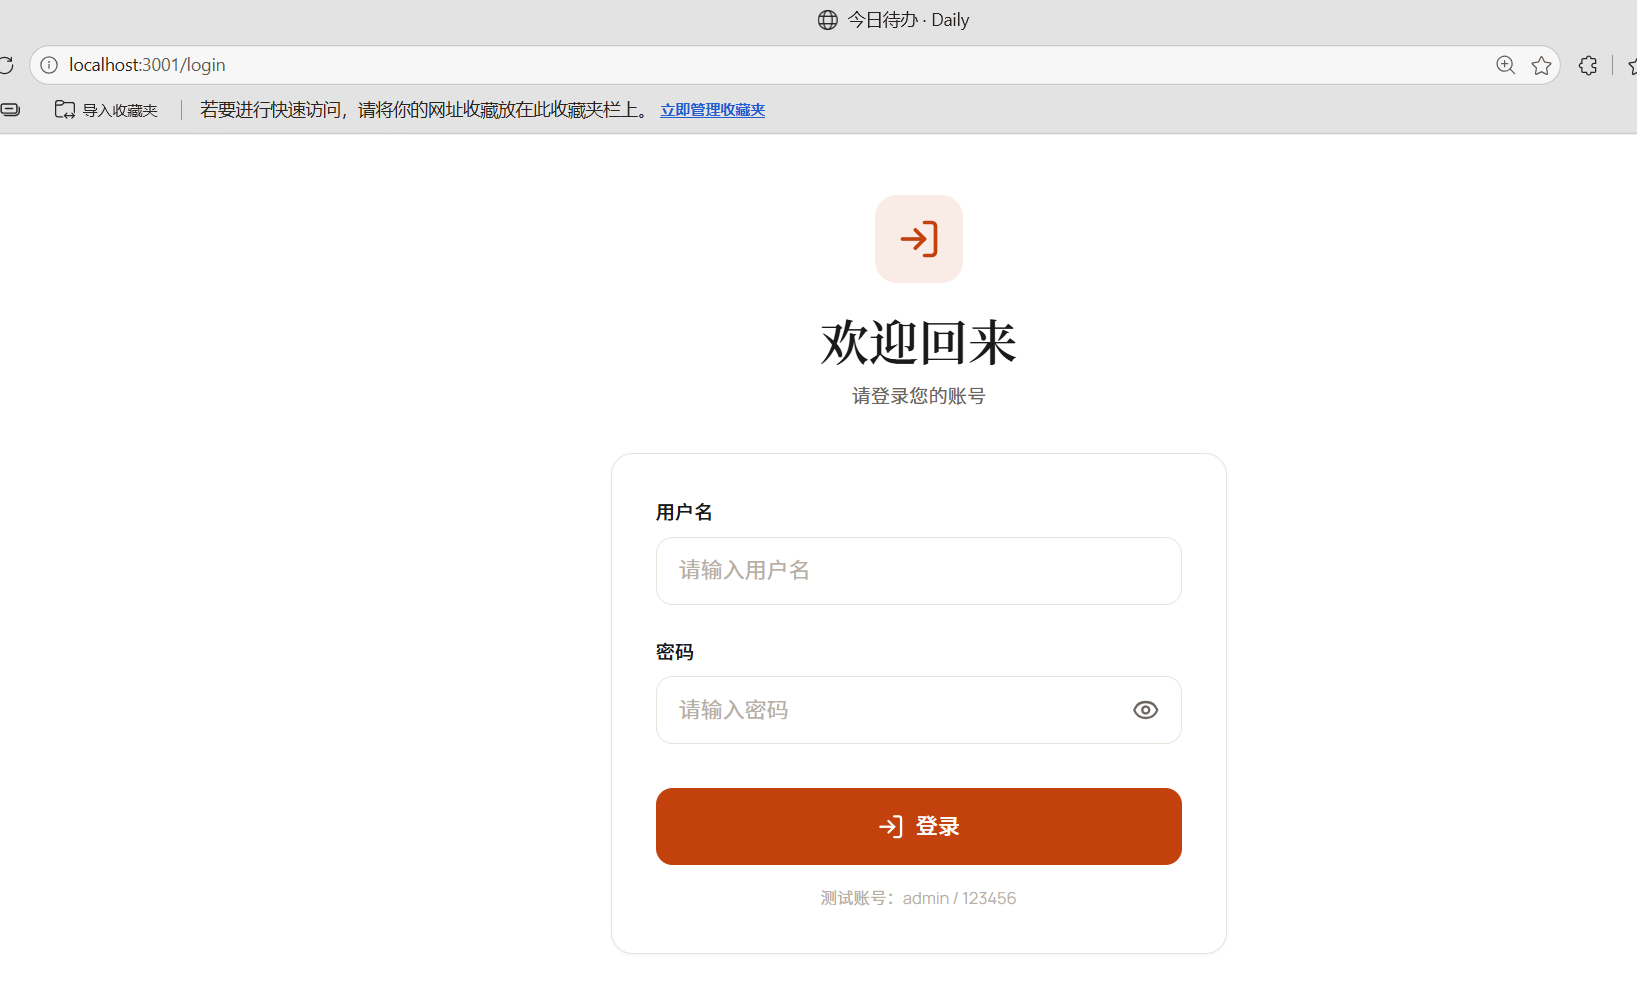 今日待办 · Daily
localhost:3001/login
导入收藏夹
若要进行快速访问，请将你的网址收藏放在此收藏夹栏上。 立即管理收藏夹
欢迎回来
请登录您的账号
用户名
请输入用户名
密码
请输入密码
登录
测试账号：admin / 123456